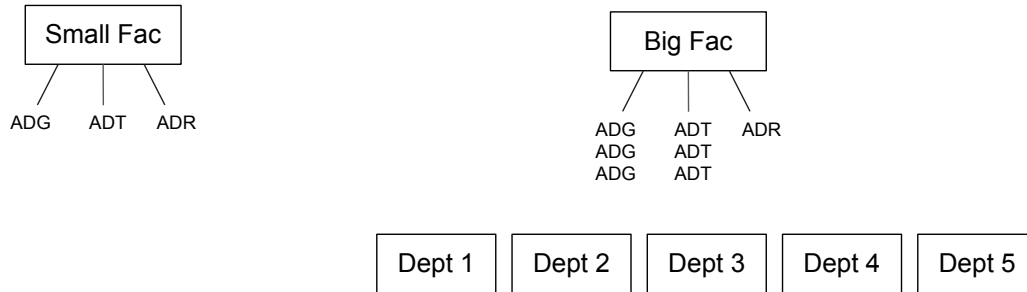 Small Fac
Big Fac
ADG ADT ADR
ADG ADT ADR
ADG ADT
ADG ADT
Dept 1 Dept 2 Dept 3 Dept 4 Dept 5